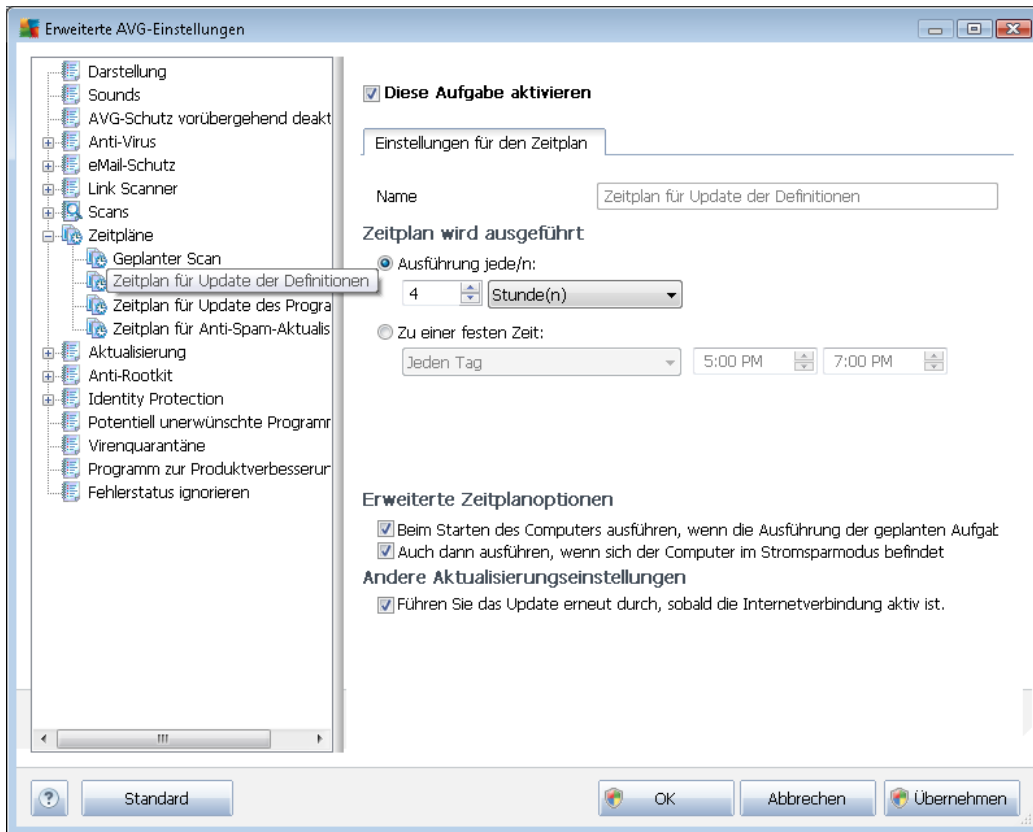 Erweiterte AVG-Einstellungen
Darstellung
Sounds
AVG-Schutz vorübergehend deakt
Anti-Virus
eMail-Schutz
Link Scanner
Scans
Zeitpläne
Geplanter Scan
Zeitplan für Update der Definitionen
Zeitplan für Update des Progra
Zeitplan für Anti-Spam-Aktualis
Aktualisierung
Anti-Rootkit
Identity Protection
Potentiell unerwünschte Programr
Virenquarantäne
Programm zur Produktverbesserur
Fehlerstatus ignorieren
Diese Aufgabe aktivieren
Einstellungen für den Zeitplan
Name Zeitplan für Update der Definitionen
Zeitplan wird ausgeführt
Ausführung jede/n:
4 Stunde(n)
Zu einer festen Zeit:
Jeden Tag 5:00 PM 7:00 PM
Erweiterte Zeitplanoptionen
Beim Starten des Computers ausführen, wenn die Ausführung der geplanten Aufgab
Auch dann ausführen, wenn sich der Computer im Stromsparmodus befindet
Andere Aktualisierungseinstellungen
Führen Sie das Update erneut durch, sobald die Internetverbindung aktiv ist.
? Standard OK Abbrechen Übernehmen